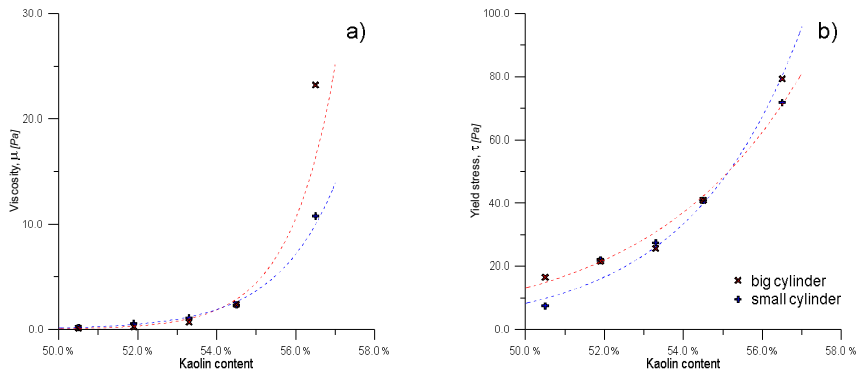 a)
30.0
20.0
10.0
0.0
Viscosity, μ [Pa]
50.0 % 52.0 % 54.0 % 56.0 % 58.0 %
Kaolin content
b)
100.0
80.0
60.0
40.0
20.0
0.0
Yield stress, τ [Pa]
big cylinder
small cylinder
50.0 % 52.0 % 54.0 % 56.0 % 58.0 %
Kaolin content